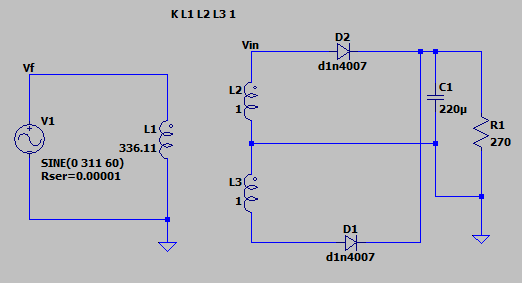 K L1 L2 L3 1
Vf
Vin
D2
d1n4007
V1
SINE(0 311 60)
Rser=0.00001
L1
336.11
L2
1
C1
220µ
R1
270
L3
1
D1
d1n4007